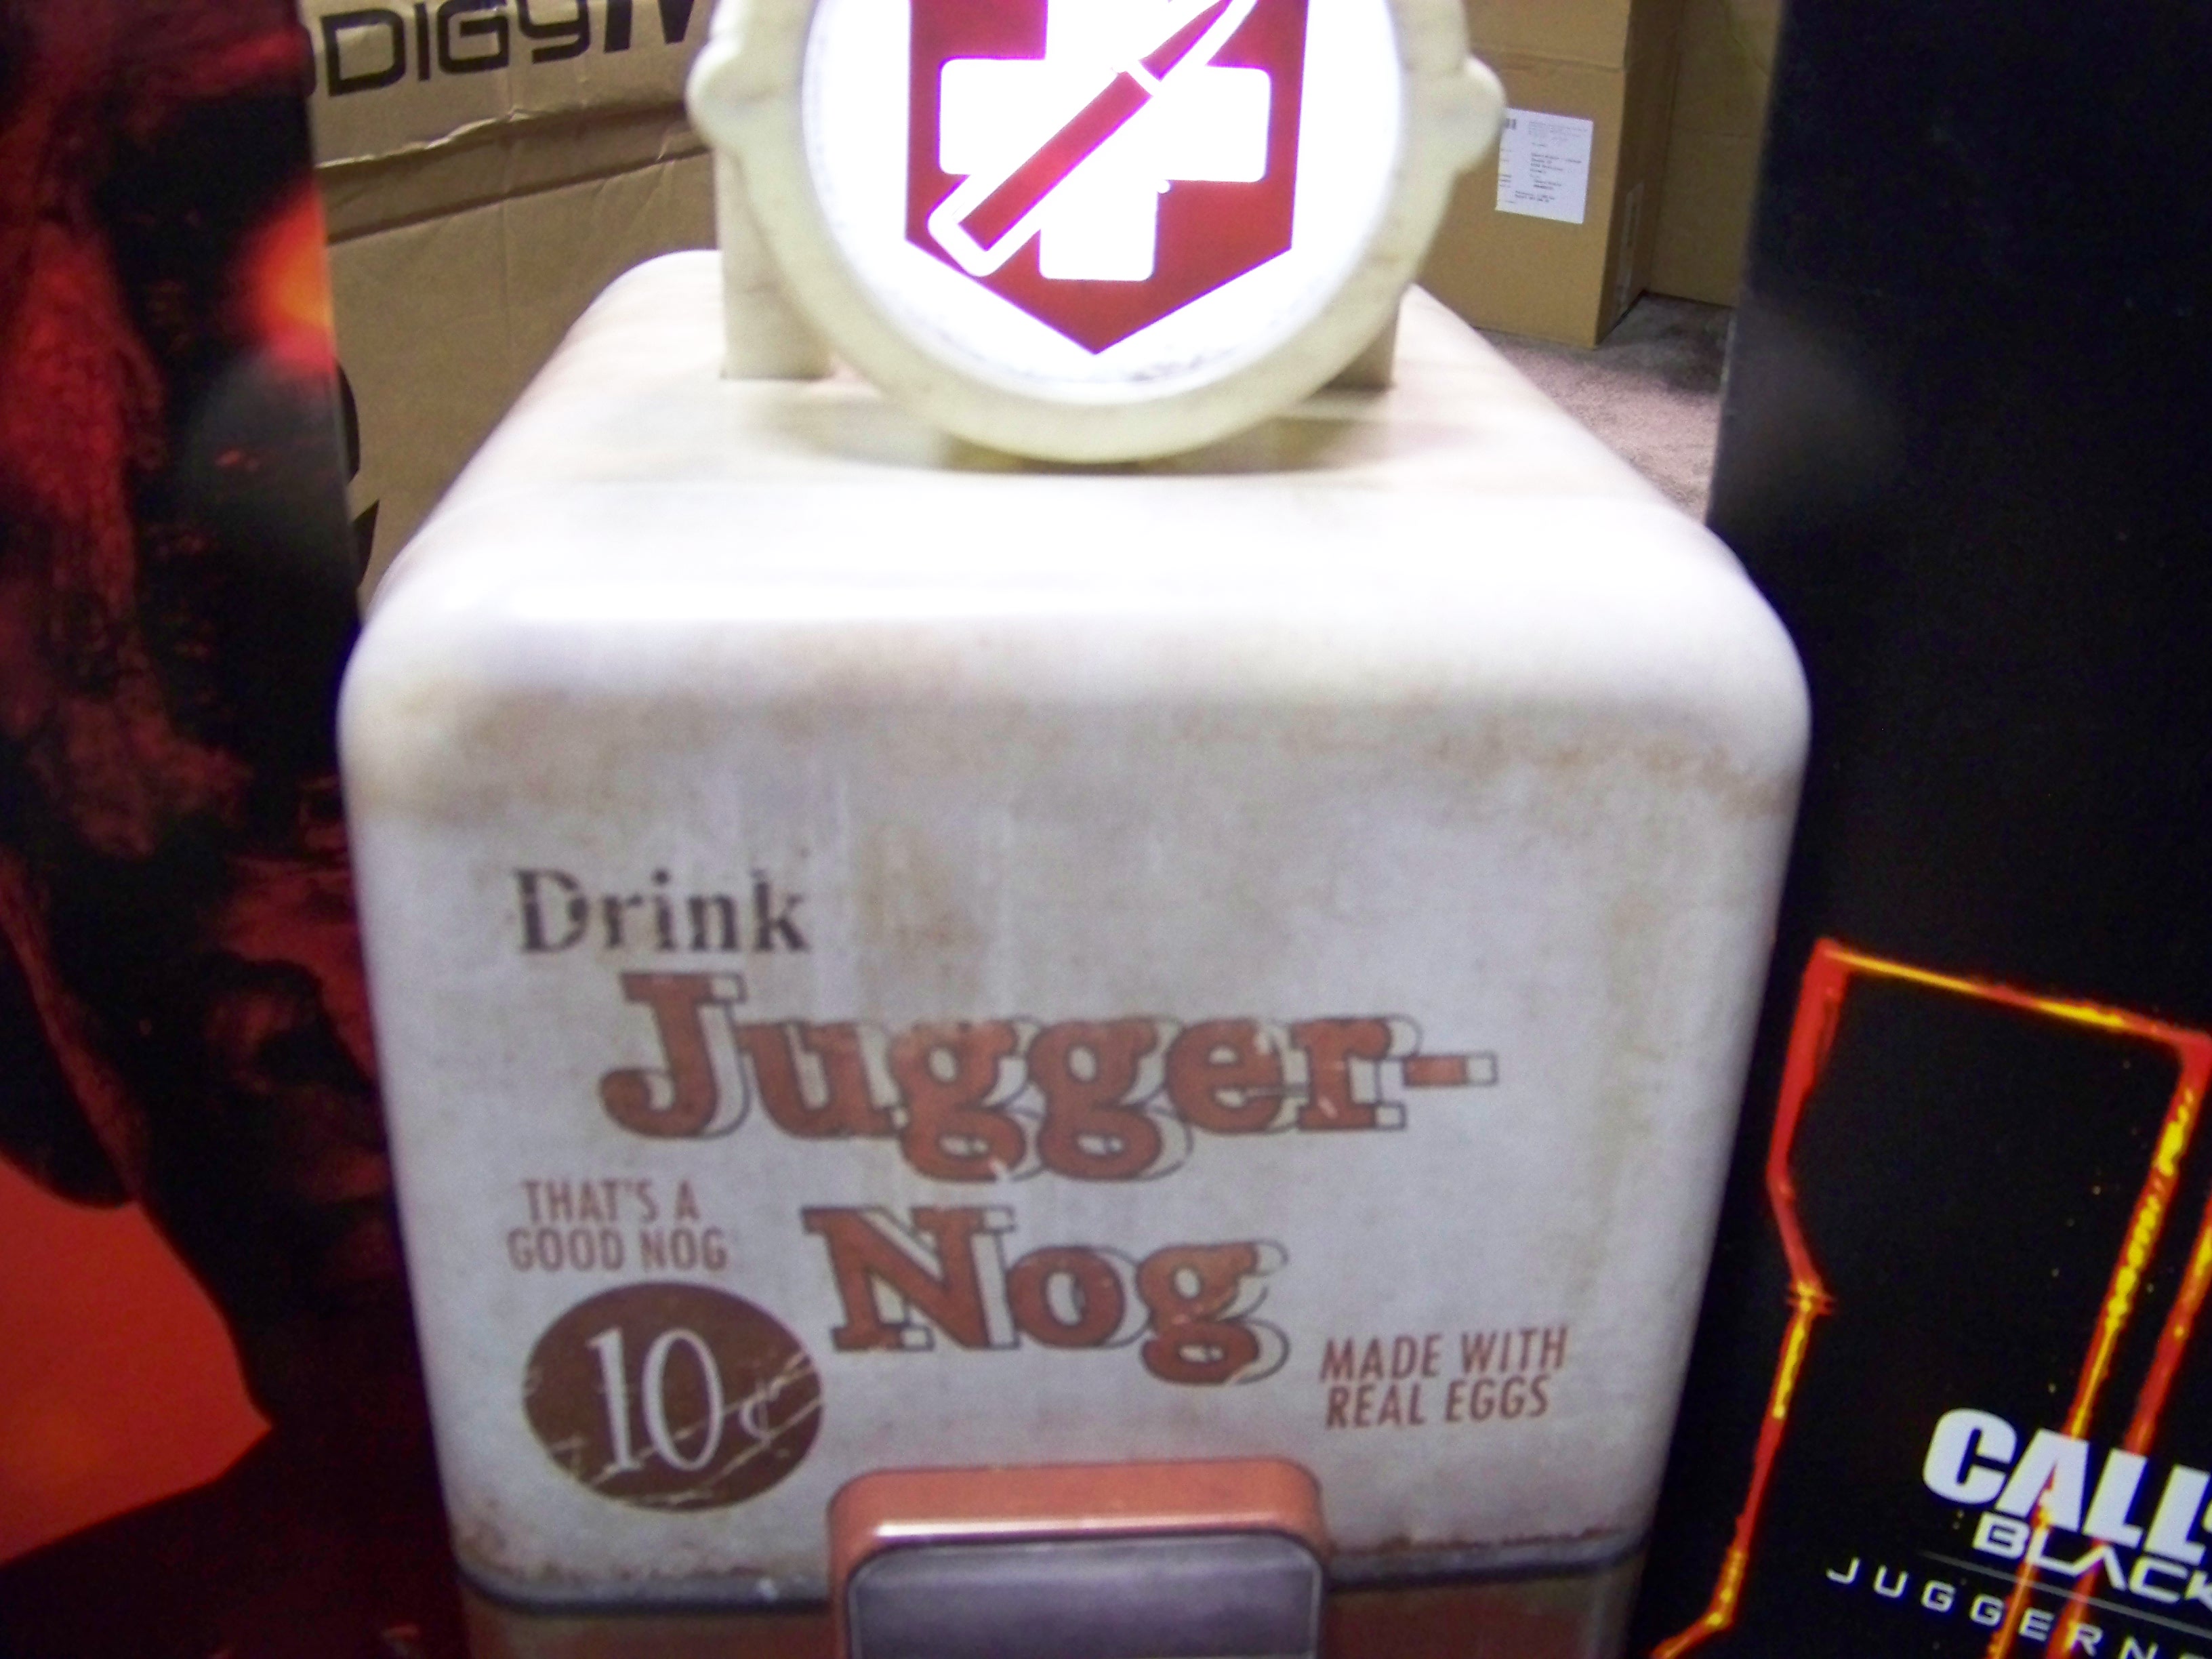 DIGY
Drink
Jugger-
Nog
THAT'S A
GOOD NOG
10¢
MADE WITH
REAL EGGS
CALL
BLACK
JUGGERN